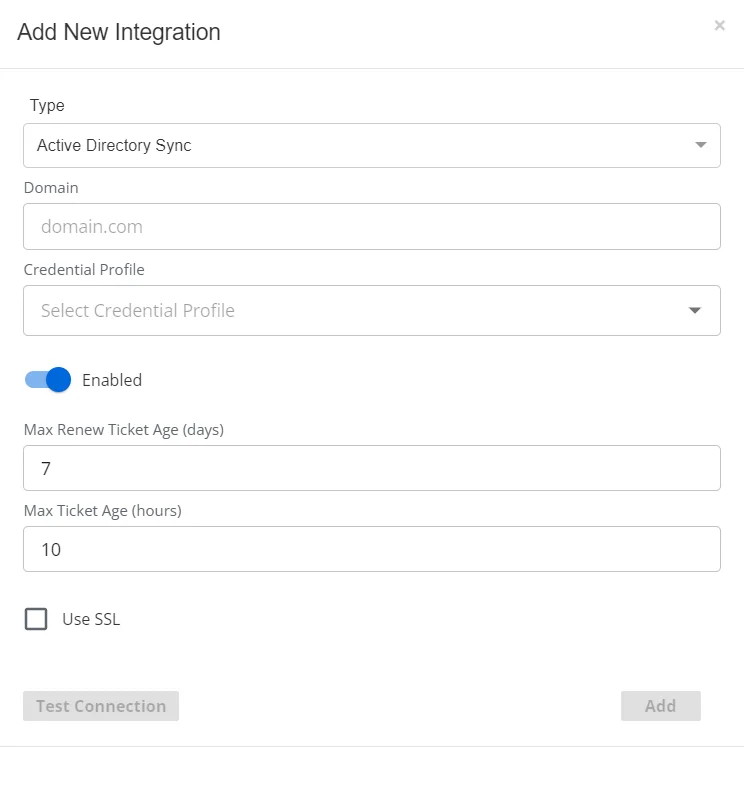 Add New Integration
×
Type
Active Directory Sync
Domain
domain.com
Credential Profile
Select Credential Profile
Enabled
Max Renew Ticket Age (days)
7
Max Ticket Age (hours)
10
Use SSL
Test Connection
Add